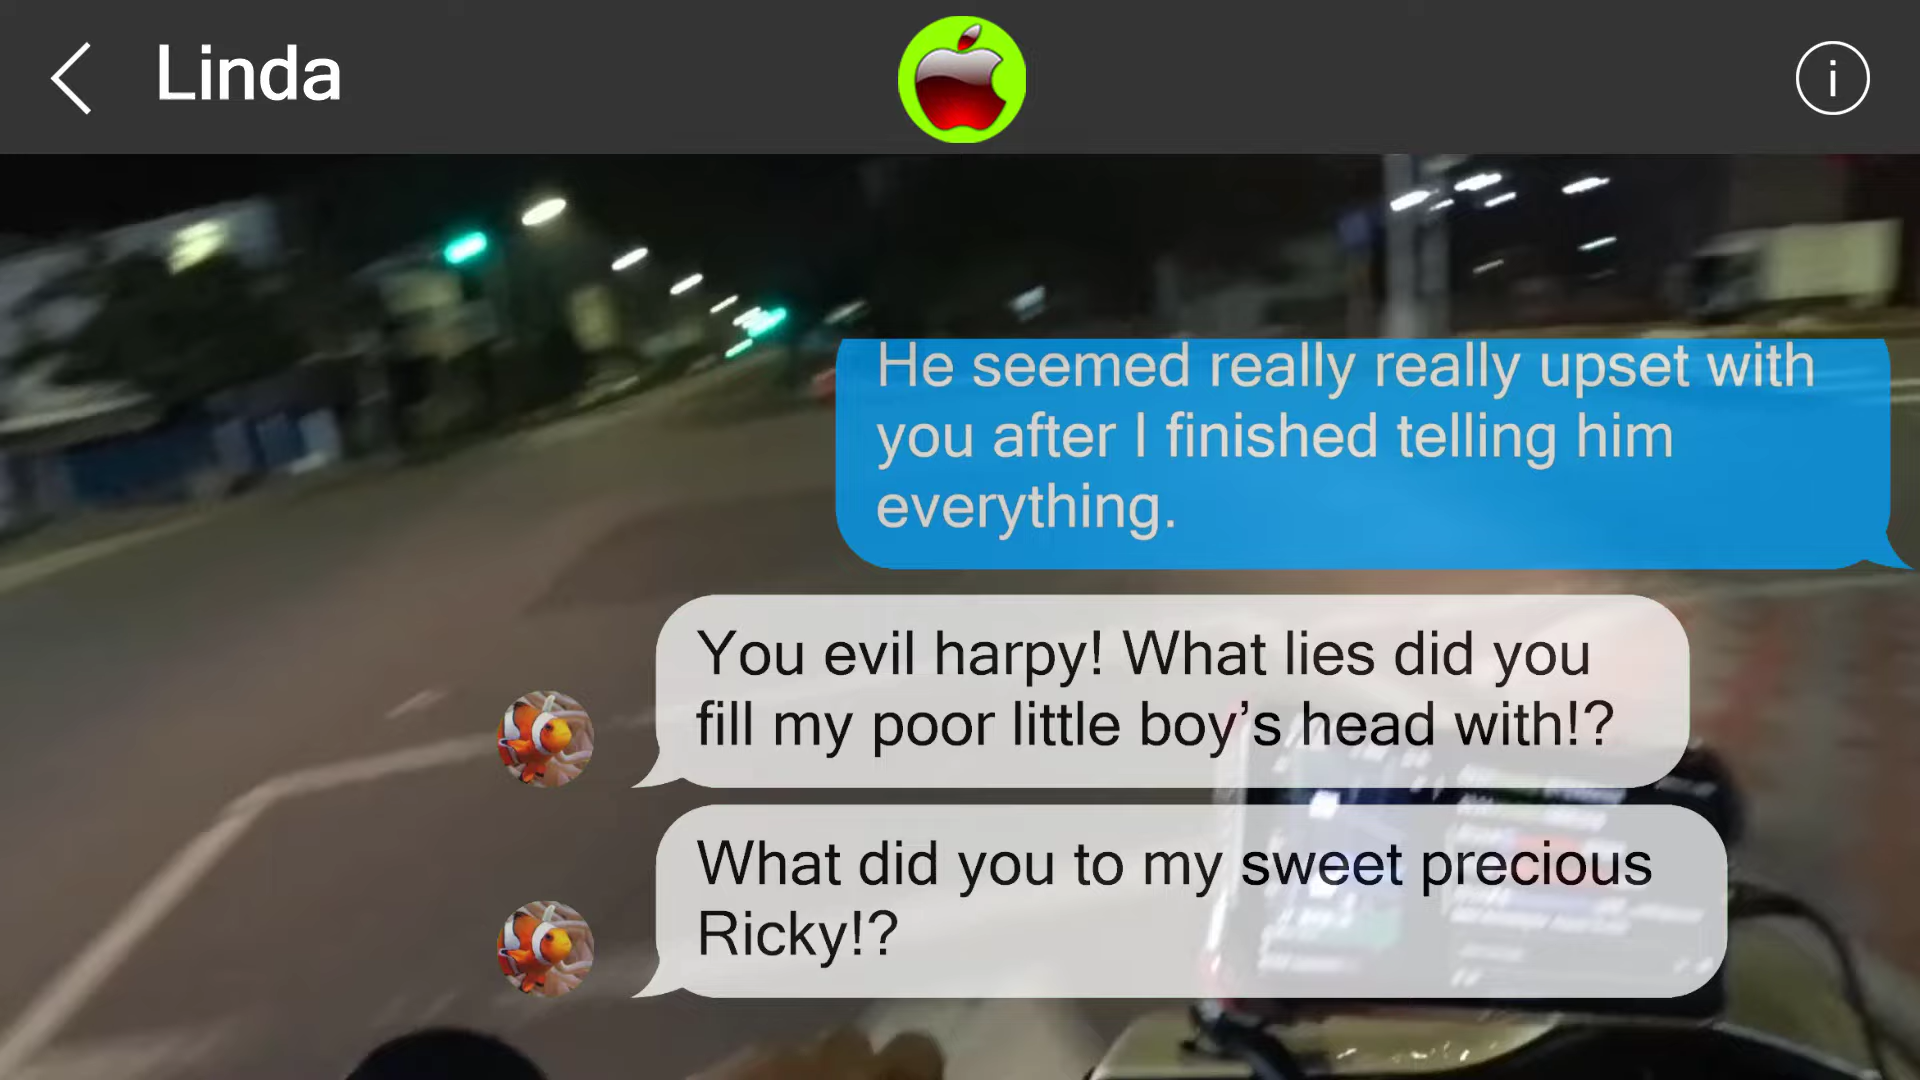 Linda
i
He seemed really really upset with
you after I finished telling him
everything.
You evil harpy! What lies did you
fill my poor little boy’s head with!?
What did you to my sweet precious
Ricky!?